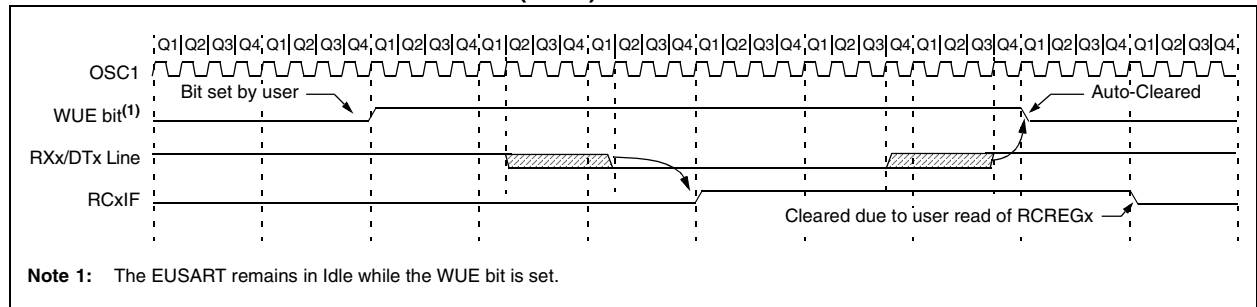 Q1 Q2 Q3 Q4 Q1 Q2 Q3 Q4 Q1 Q2 Q3 Q4 Q1 Q2 Q3 Q4 Q1 Q2 Q3 Q4 Q1 Q2 Q3 Q4 Q1 Q2 Q3 Q4 Q1 Q2 Q3 Q4 Q1 Q2 Q3 Q4 Q1 Q2 Q3 Q4
OSC1
Bit set by user
Auto-Cleared
WUE bit(1)
RXx/DTx Line
RCxIF
Cleared due to user read of RCREGx
Note 1: The EUSART remains in Idle while the WUE bit is set.